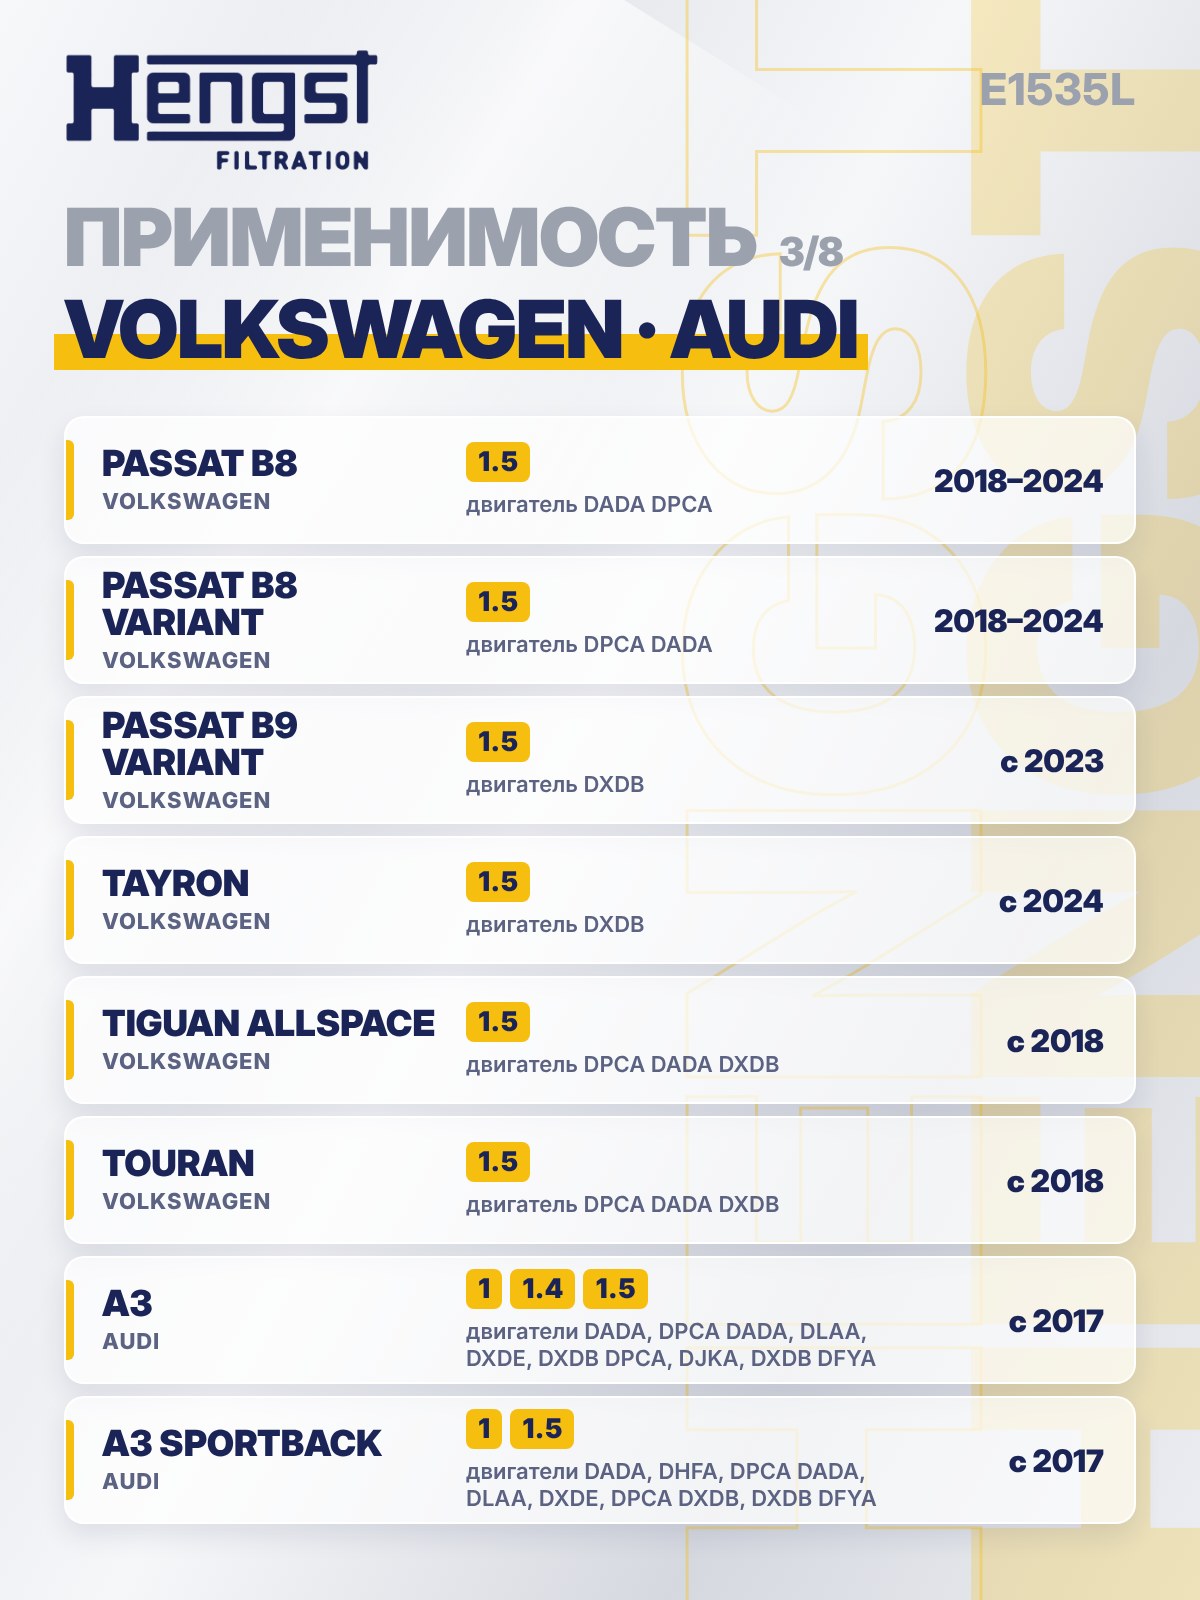 Hengst
FILTRATION
E1535L
ПРИМЕНИМОСТЬ 3/8
VOLKSWAGEN · AUDI
PASSAT B8
VOLKSWAGEN
1.5
двигатель DADA DPCA
2018–2024
PASSAT B8
VARIANT
VOLKSWAGEN
1.5
двигатель DPCA DADA
2018–2024
PASSAT B9
VARIANT
VOLKSWAGEN
1.5
двигатель DXDB
с 2023
TAYRON
VOLKSWAGEN
1.5
двигатель DXDB
с 2024
TIGUAN ALLSPACE
VOLKSWAGEN
1.5
двигатель DPCA DADA DXDB
с 2018
TOURAN
VOLKSWAGEN
1.5
двигатель DPCA DADA DXDB
с 2018
A3
AUDI
1 1.4 1.5
двигатели DADA, DPCA DADA, DLAA,
DXDE, DXDB DPCA, DJKA, DXDB DFYA
с 2017
A3 SPORTBACK
AUDI
1 1.5
двигатели DADA, DHFA, DPCA DADA,
DLAA, DXDE, DPCA DXDB, DXDB DFYA
с 2017
HENGST
HENGST